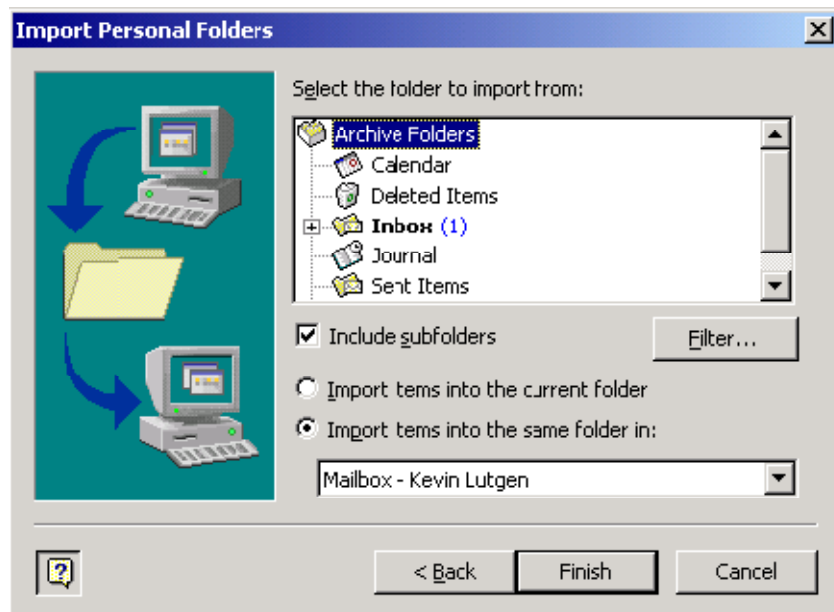 Import Personal Folders
Select the folder to import from:
Archive Folders
Calendar
Deleted Items
Inbox (1)
Journal
Sent Items
Include subfolders
Filter...
Import tems into the current folder
Import tems into the same folder in:
Mailbox - Kevin Lutgen
< Back
Finish
Cancel